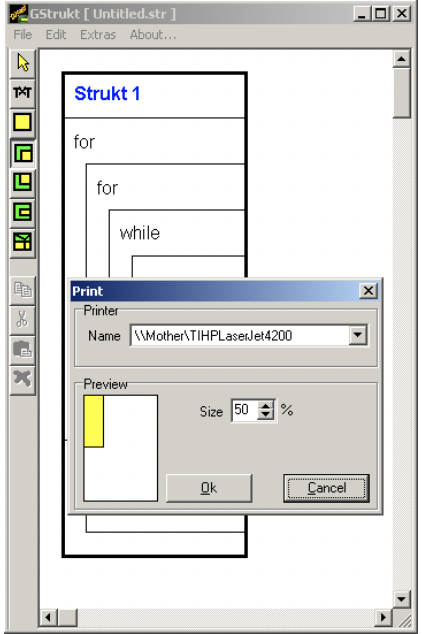 GStrukt [ Untitled.str ]
File Edit Extras About...
TXT
Strukt 1
for
for
while
Print
Printer
Name \\Mother\TIHPLaserJet4200
Preview
Size 50 %
Ok Cancel